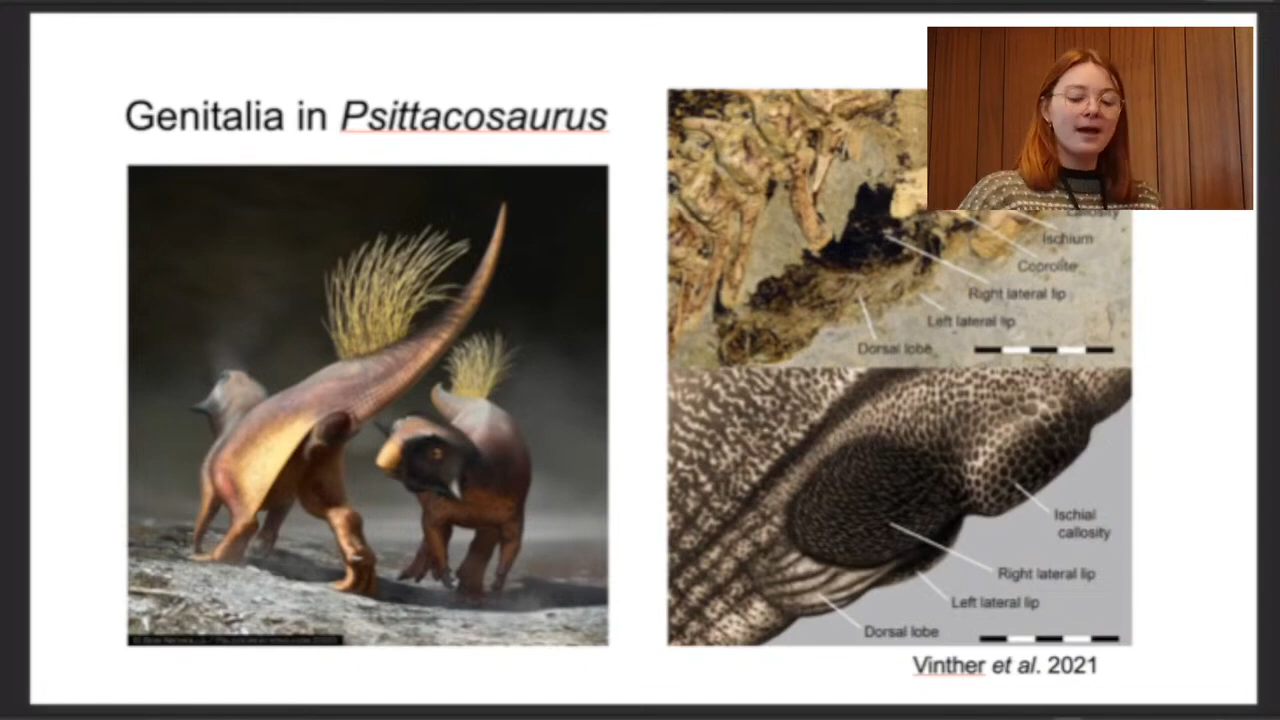 Genitalia in Psittacosaurus
callosity
Ischium
Coprolite
Right lateral lip
Left lateral lip
Dorsal lobe
Ischial
callosity
Right lateral lip
Left lateral lip
Dorsal lobe
Vinther et al. 2021